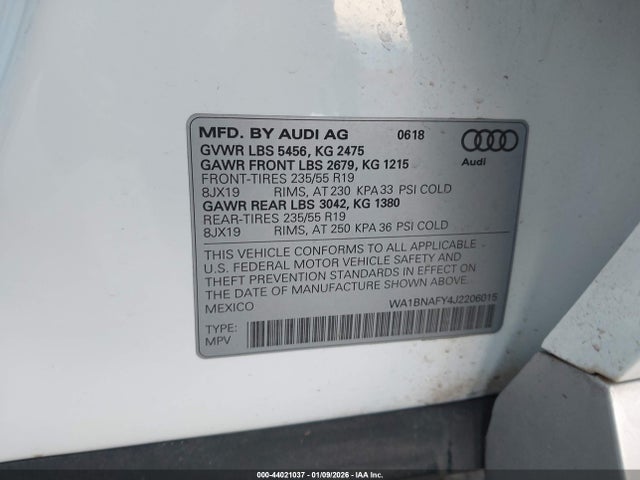 MFD. BY AUDI AG 0618
GVWR LBS 5456, KG 2475
GAWR FRONT LBS 2679, KG 1215
FRONT-TIRES 235/55 R19
8JX19 RIMS, AT 230 KPA 33 PSI COLD
GAWR REAR LBS 3042, KG 1380
REAR-TIRES 235/55 R19
8JX19 RIMS, AT 250 KPA 36 PSI COLD
Audi
THIS VEHICLE CONFORMS TO ALL APPLICABLE
U.S. FEDERAL MOTOR VEHICLE SAFETY AND
THEFT PREVENTION STANDARDS IN EFFECT ON
THE DATE OF MANUFACTURE SHOWN ABOVE.
MEXICO WA1BNAFY4J2206015
TYPE:
MPV
000-44021037 - 01/09/2026 - IAA Inc.